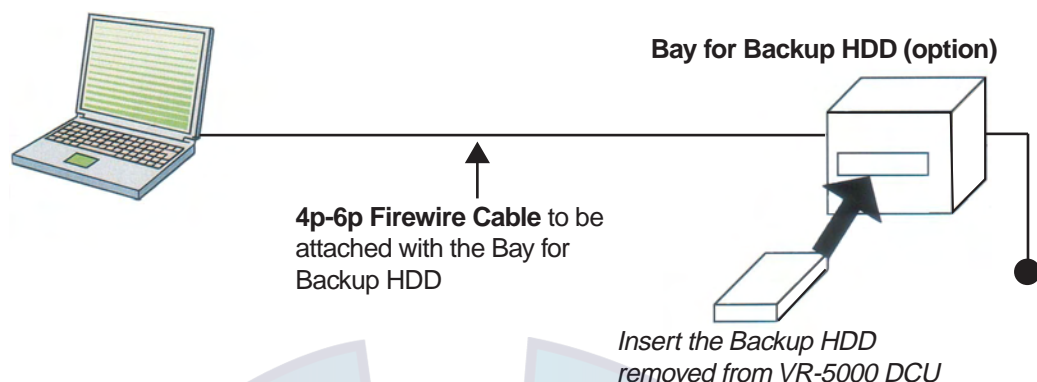 Bay for Backup HDD (option)
4p-6p Firewire Cable to be
attached with the Bay for
Backup HDD
Insert the Backup HDD
removed from VR-5000 DCU